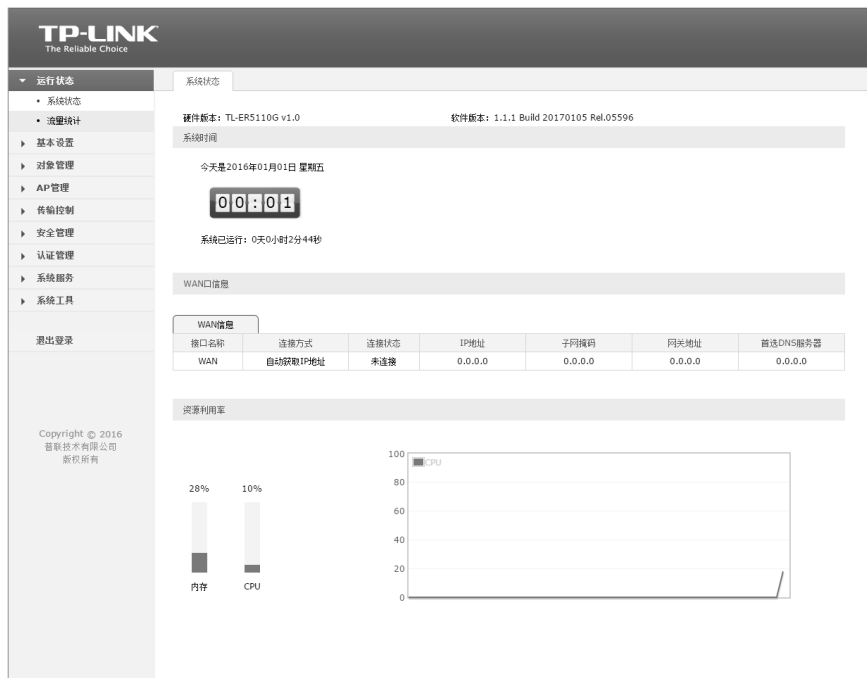 TP-LINK
The Reliable Choice
运行状态
• 系统状态
• 流量统计
基本设置
对象管理
AP管理
传输控制
安全管理
认证管理
系统服务
系统工具
退出登录
Copyright © 2016
普联技术有限公司
版权所有
系统状态
硬件版本：TL-ER5110G v1.0 软件版本：1.1.1 Build 20170105 Rel.05596
系统时间
今天是2016年01月01日 星期五
00:01
系统已运行：0天0小时2分44秒
WAN口信息
WAN信息
接口名称 连接方式 连接状态 IP地址 子网掩码 网关地址 首选DNS服务器
WAN 自动获取IP地址 未连接 0.0.0.0 0.0.0.0 0.0.0.0 0.0.0.0
资源利用率
28% 10%
内存 CPU
CPU
100
80
60
40
20
0